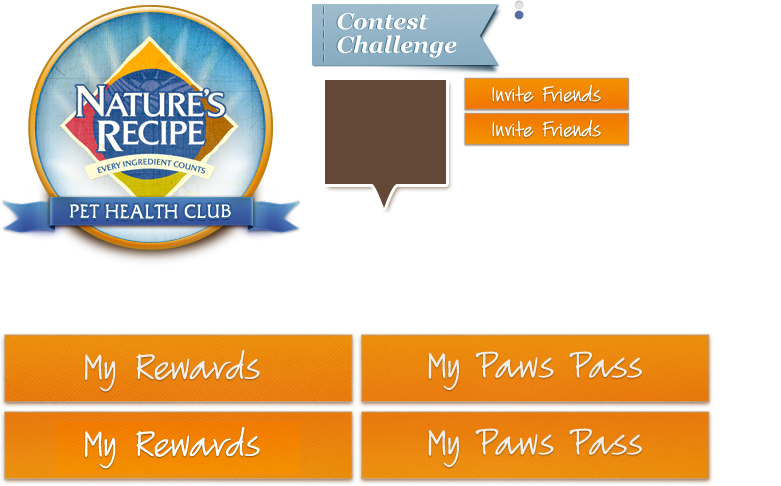 NATURE'S
RECIPE
EVERY INGREDIENT COUNTS
PET HEALTH CLUB
Contest
Challenge
Invite Friends
Invite Friends
My Rewards
My Paws Pass
My Rewards
My Paws Pass